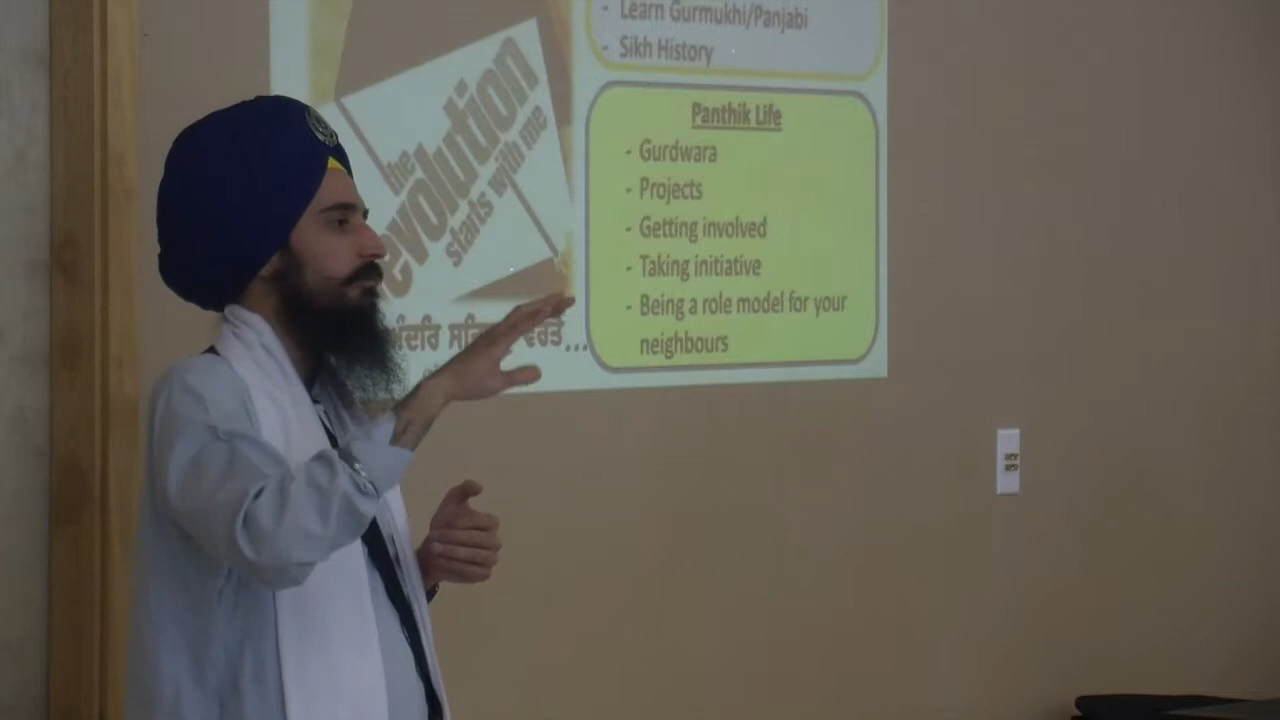 - Learn Gurmukhi/Panjabi
- Sikh History
the
evolution
starts with me
Panthik Life
- Gurdwara
- Projects
- Getting involved
- Taking initiative
- Being a role model for your
neighbours